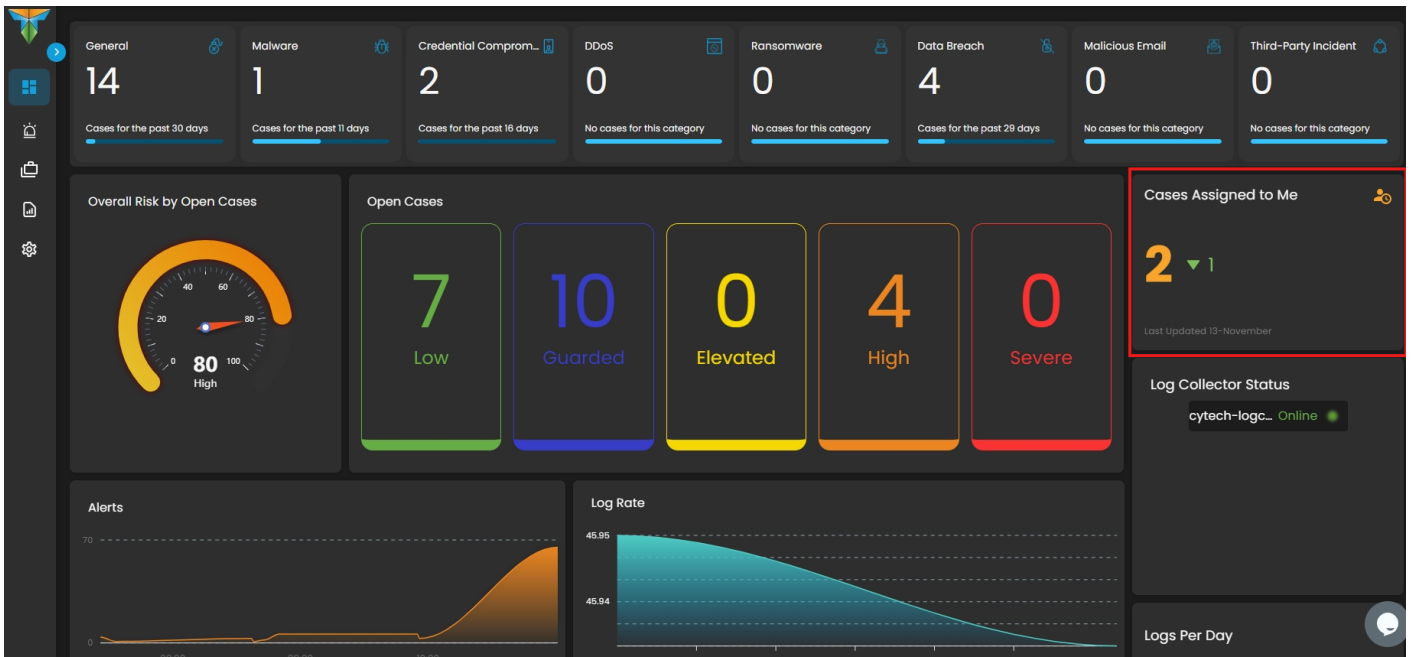 General
14
Cases for the past 30 days
Malware
1
Cases for the past 11 days
Credential Comprom...
2
Cases for the past 16 days
DDoS
0
No cases for this category
Ransomware
0
No cases for this category
Data Breach
4
Cases for the past 29 days
Malicious Email
0
No cases for this category
Third-Party Incident
0
No cases for this category
Overall Risk by Open Cases
0
20
40
60
80
100
80
High
Open Cases
7
Low
10
Guarded
0
Elevated
4
High
0
Severe
Cases Assigned to Me
2 ▼ 1
Last Updated 13-November
Log Collector Status
cytech-logc... Online
Alerts
70
0
Log Rate
45.95
45.94
Logs Per Day